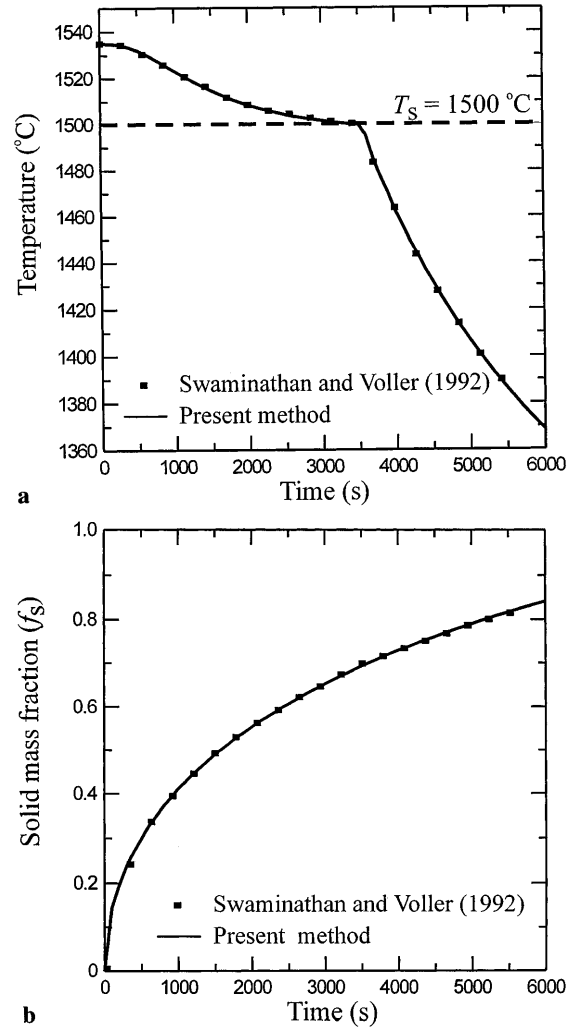 1540
1520
T_S = 1500 °C
1500
1480
1460
1440
1420
1400
1380
1360
Temperature (°C)
Swaminathan and Voller (1992)
Present method
0 1000 2000 3000 4000 5000 6000
Time (s)
a
1.0
0.8
0.6
0.4
0.2
0
Solid mass fraction (f_S)
Swaminathan and Voller (1992)
Present method
0 1000 2000 3000 4000 5000 6000
Time (s)
b